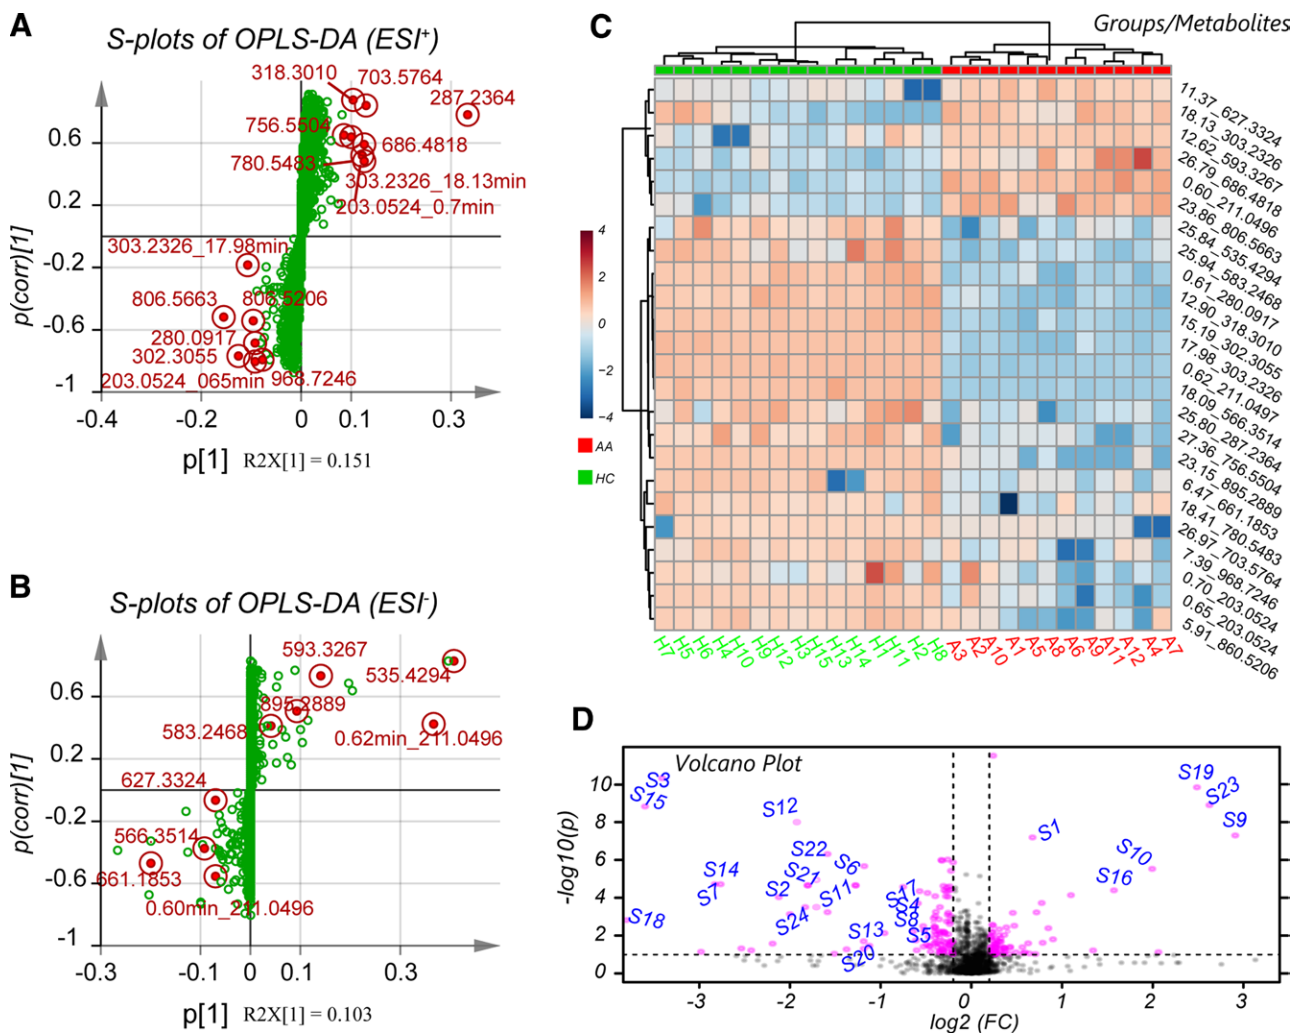 A
S-plots of OPLS-DA (ESI⁺)
318.3010
703.5764
287.2364
756.5504
686.4818
780.5483
303.2326_18.13min
203.0524_0.7min
303.2326_17.98min
806.5663
806.5206
280.0917
302.3055
203.0524_065min
968.7246
p(corr)[1]
0.6
0.2
-0.2
-0.6
-1
-0.4
-0.2
0
0.1
0.3
p[1] R2X[1] = 0.151
B
S-plots of OPLS-DA (ESI⁻)
593.3267
535.4294
895.2889
583.2468
0.62min_211.0496
627.3324
566.3514
661.1853
0.60min_211.0496
p(corr)[1]
0.6
0.2
-0.2
-0.6
-1
-0.3
-0.1
0
0.1
0.3
p[1] R2X[1] = 0.103
C
Groups/Metabolites
4
2
0
−2
−4
AA
HC
11.37_627.3324
18.13_303.2326
12.62_593.3267
26.79_686.4818
0.60_211.0496
23.86_806.5663
25.84_535.4294
25.94_583.2468
0.61_280.0917
12.90_318.3010
15.19_302.3055
17.98_303.2326
0.62_211.0497
18.09_566.3514
25.80_287.2364
27.36_756.5504
23.15_895.2889
6.47_661.1853
18.41_780.5483
26.97_703.5764
7.39_968.7246
0.70_203.0524
0.65_203.0524
5.91_860.5206
H7
H5
H6
H4
H10
H9
H12
H3
H15
H13
H14
H1
H11
H2
H8
A3
A2
A10
A1
A5
A8
A6
A9
A11
A12
A4
A7
D
Volcano Plot
S3
S15
S12
S19
S23
S9
S1
S22
S6
S10
S14
S21
S16
S7
S2
S11
S17
S4
S18
S24
S8
S13
S5
S20
-log10(p)
10
8
6
4
2
0
-3
-2
-1
0
1
2
3
log2 (FC)